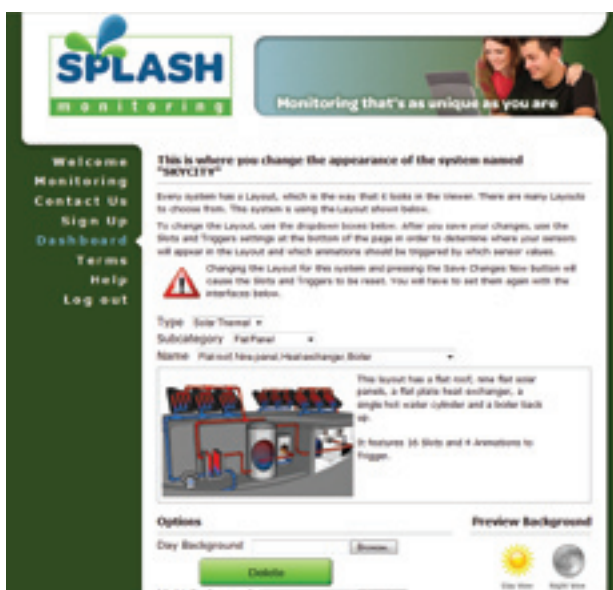 SPLASH
monitoring
Monitoring that's as unique as you are
Welcome
Monitoring
Contact Us
Sign Up
Dashboard
Terms
Help
Log out
This is where you change the appearance of the system named
"SKYCITY"
Every system has a Layout, which is the way that it looks in the Viewer. There are many Layouts
to choose from. This system is using the Layout shown below.
To change the Layout, use the dropdown boxes below. After you save your changes, use the
Slots and Triggers settings at the bottom of the page in order to determine where your sensors
will appear in the Layout and which animations should be triggered by which sensor values.
Changing the Layout for this system and pressing the Save Changes Now button will
cause the Slots and Triggers to be reset. You will have to set them again with the
interfaces below.
Type Solar Thermal
Subcategory Flat Panel
Name Flat roof, Nine panel, Heat exchanger, Boiler
This layout has a flat roof, nine flat solar
panels, a flat plate heat exchanger, a
single hot water cylinder and a boiler back
up.
It features 16 Slots and 4 Animations to
Trigger.
Options
Preview Background
Day Background Browse...
Delete
Day View Night View